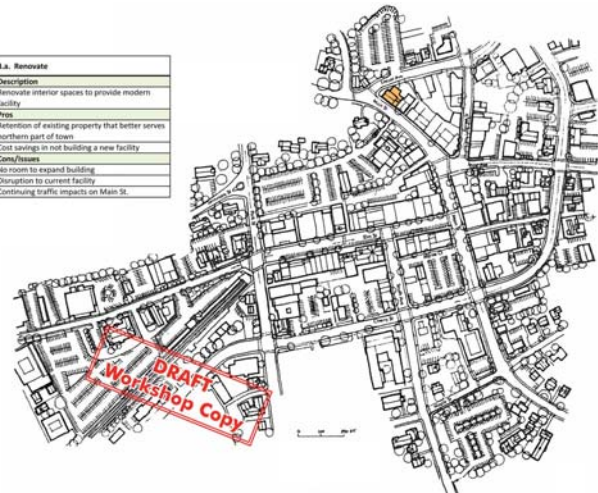 .a. Renovate
Description
Renovate interior spaces to provide modern
facility
Pros
Retention of existing property that better serves
northern part of town
Cost savings in not building a new facility
Cons/Issues
No room to expand building
Disruption to current facility
Continuing traffic impacts on Main St.
DRAFT
Workshop Copy